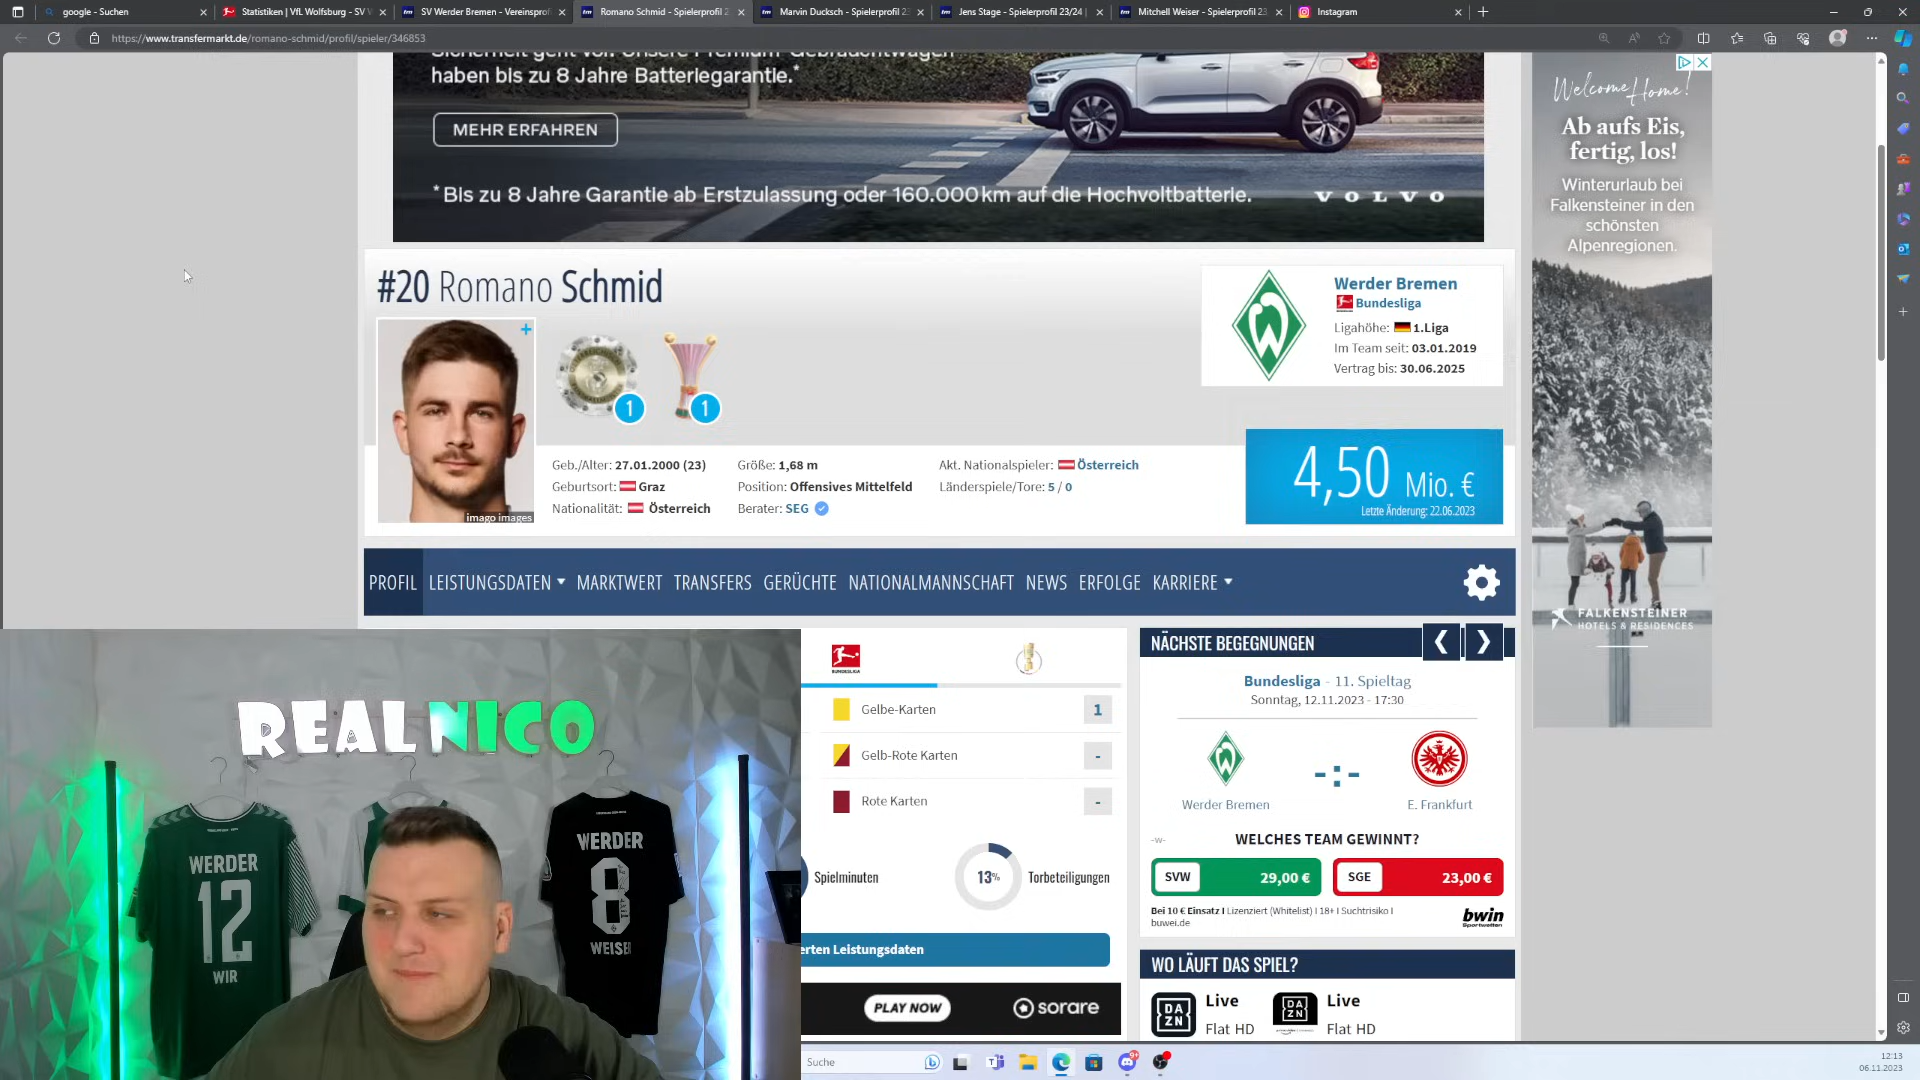 google - Suchen
Statistiken | VfL Wolfsburg - SV W
SV Werder Bremen - Vereinsprofi
Romano Schmid - Spielerprofil 2
Marvin Ducksch - Spielerprofil 2
Jens Stage - Spielerprofil 23/24 |
Mitchell Weiser - Spielerprofil 23
Instagram
https://www.transfermarkt.de/romano-schmid/profil/spieler/346853
haben bis zu 8 Jahre Batteriegarantie.*
MEHR ERFAHREN
*Bis zu 8 Jahre Garantie ab Erstzulassung oder 160.000 km auf die Hochvoltbatterie.
VOLVO
Welcome Home!
Ab aufs Eis,
fertig, los!
Winterurlaub bei
Falkensteiner in den
schönsten
Alpenregionen.
FALKENSTEINER
HOTELS & RESIDENCES
#20 Romano Schmid
1
1
imago images
Geb./Alter: 27.01.2000 (23)
Geburtsort: Graz
Nationalität: Österreich
Größe: 1,68 m
Position: Offensives Mittelfeld
Berater: SEG
Akt. Nationalspieler: Österreich
Länderspiele/Tore: 5 / 0
Werder Bremen
Bundesliga
Ligahöhe: 1.Liga
Im Team seit: 03.01.2019
Vertrag bis: 30.06.2025
4,50 Mio. €
Letzte Änderung: 22.06.2023
PROFIL LEISTUNGSDATEN MARKTWERT TRANSFERS GERÜCHTE NATIONALMANNSCHAFT NEWS ERFOLGE KARRIERE
BUNDESLIGA
Gelbe-Karten 1
Gelb-Rote Karten -
Rote Karten -
Spielminuten
13%
Torbeteiligungen
erten Leistungsdaten
PLAY NOW
sorare
NÄCHSTE BEGEGNUNGEN
Bundesliga - 11. Spieltag
Sonntag, 12.11.2023 - 17:30
-:-
Werder Bremen
E. Frankfurt
-w-
WELCHES TEAM GEWINNT?
SVW 29,00 €
SGE 23,00 €
Bei 10 € Einsatz I Lizenziert (Whitelist) I 18+ I Suchtrisiko I
buwei.de
bwin
Sportwetten
WO LÄUFT DAS SPIEL?
DAZN
Live
Flat HD
DAZN
Live
Flat HD
REALNICO
WERDER
12
WIR
WERDER
8
WEISER
Suche
12:13
06.11.2023